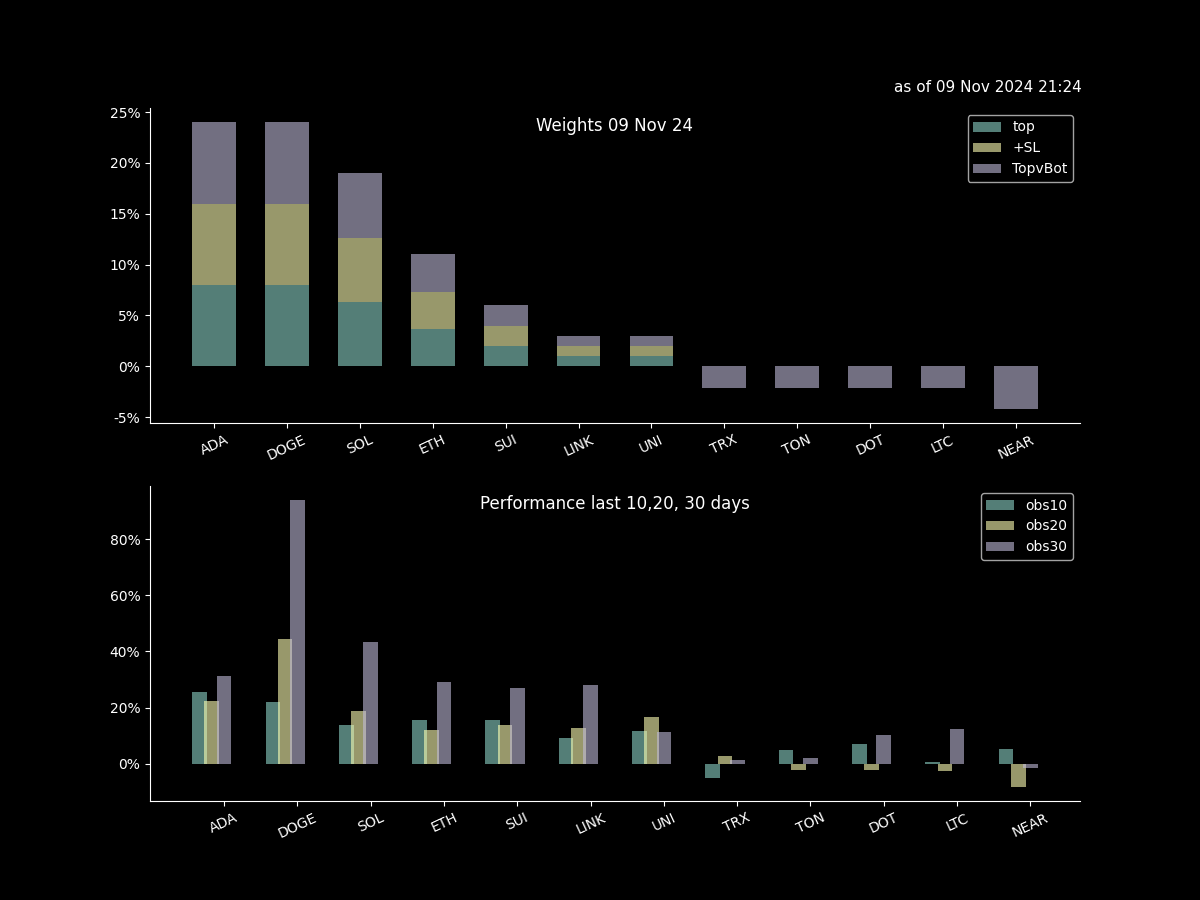 as of 09 Nov 2024 21:24
Weights 09 Nov 24
top
+SL
TopvBot
25%
20%
15%
10%
5%
0%
-5%
ADA DOGE SOL ETH SUI LINK UNI TRX TON DOT LTC NEAR
Performance last 10,20, 30 days
obs10
obs20
obs30
80%
60%
40%
20%
0%
ADA DOGE SOL ETH SUI LINK UNI TRX TON DOT LTC NEAR